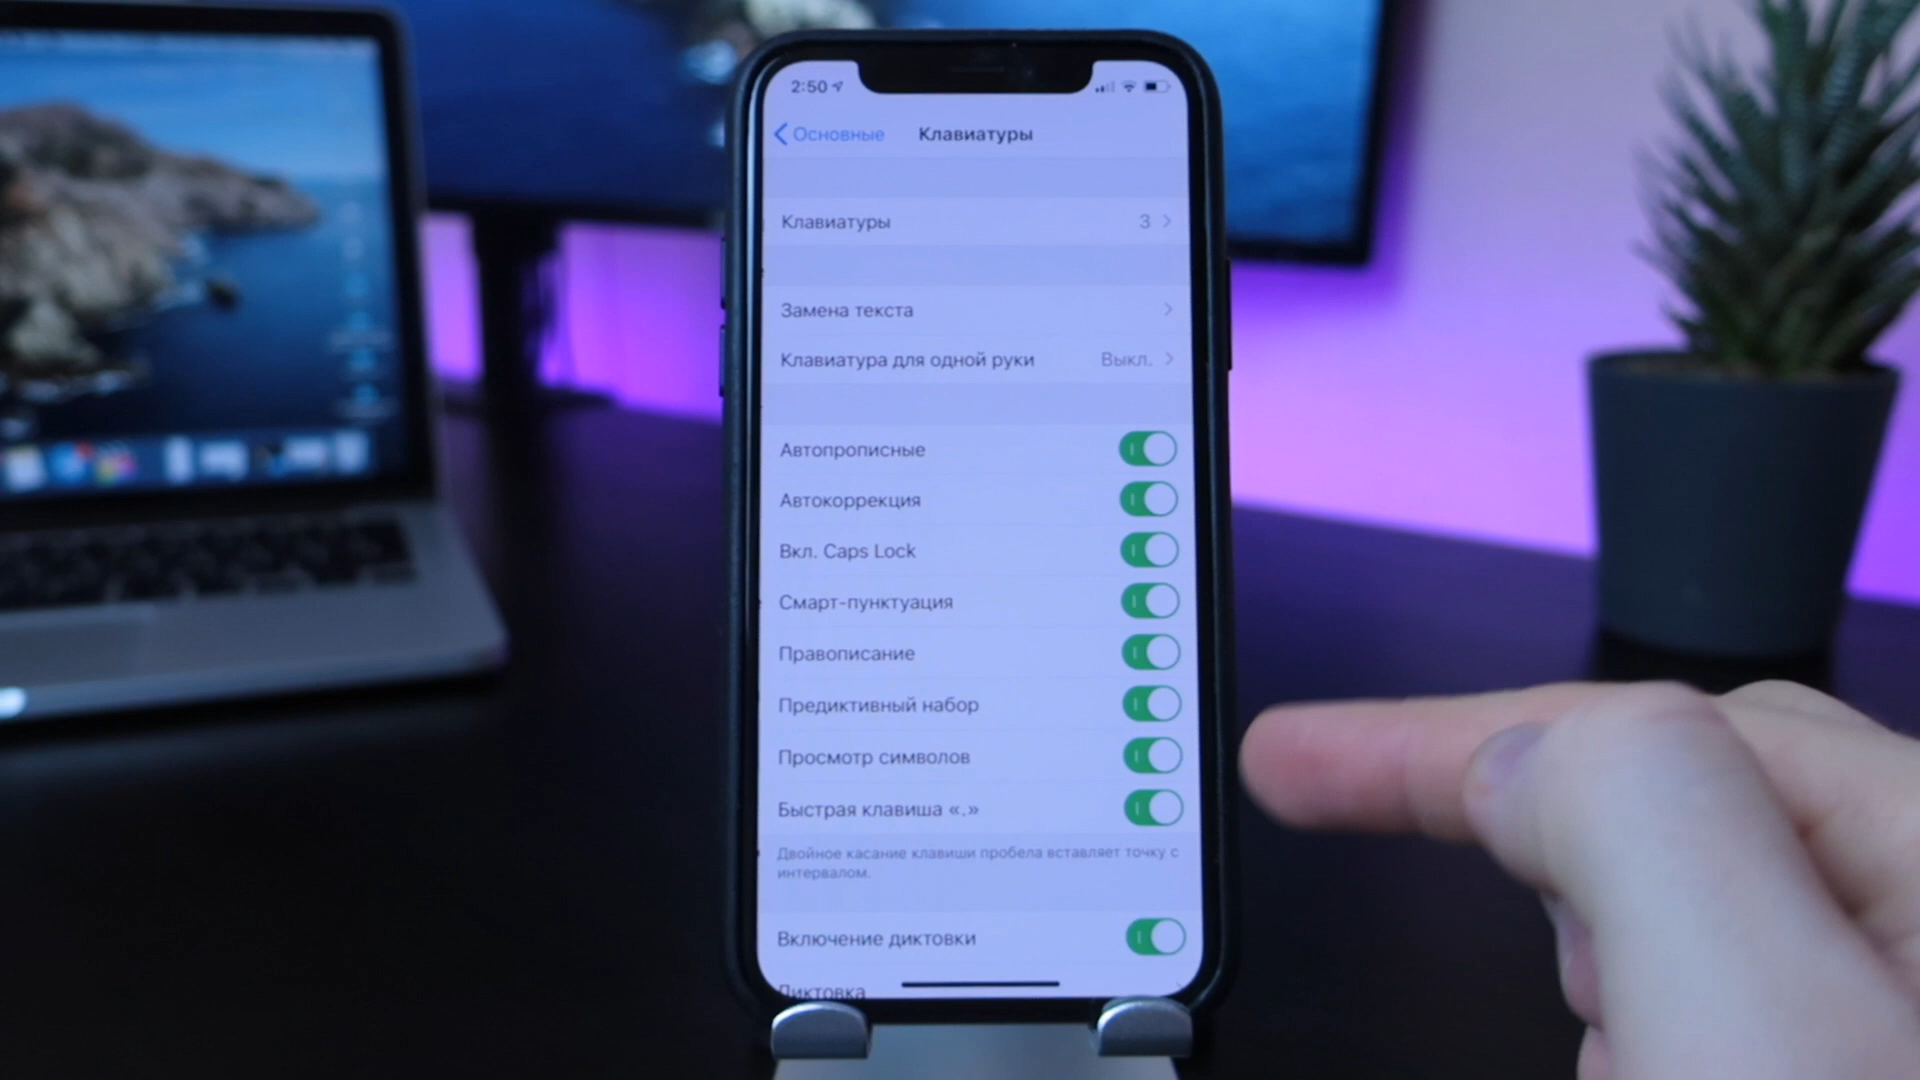 2:50
Основные
Клавиатуры
Клавиатуры 3
Замена текста
Клавиатура для одной руки Выкл.
Автопрописные
Автокоррекция
Вкл. Caps Lock
Смарт-пунктуация
Правописание
Предиктивный набор
Просмотр символов
Быстрая клавиша «.»
Двойное касание клавиши пробела вставляет точку с
интервалом.
Включение диктовки
Диктовка